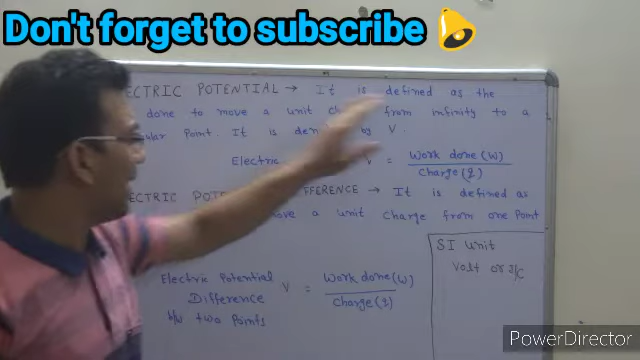 Don't forget to subscribe
ECTRIC POTENTIAL → It is defined as the
done to move a unit from infinity to a
Point. It is by V.
Electric V = Work done (W)
Charge (q)
ECTRIC FFERENCE → It is defined as
move a unit charge from one Point
SI unit
Volt or J/C
Electric Potential
Difference
b/w two Points
V = Work done (W)
Charge (q)
PowerDirector